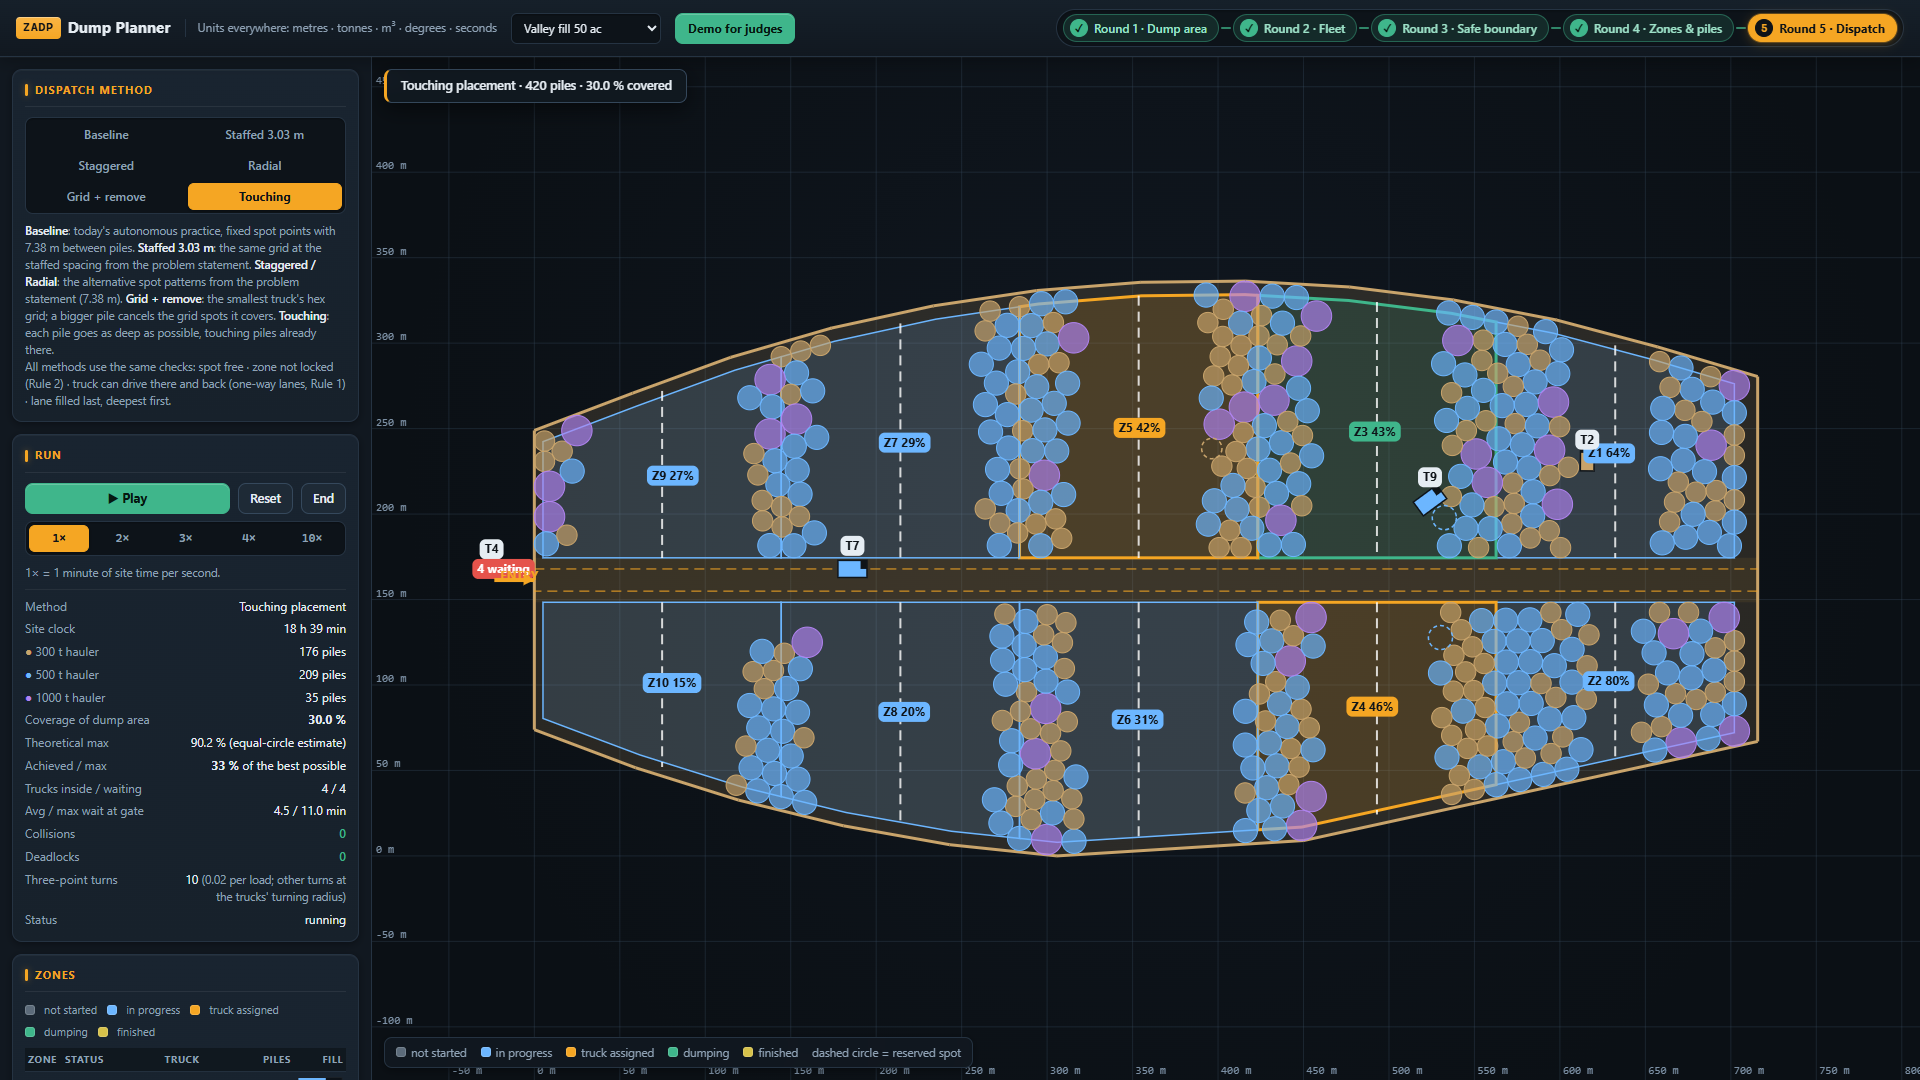 ZADP Dump Planner
Units everywhere: metres · tonnes · m³ · degrees · seconds
Valley fill 50 ac
Demo for judges
✓ Round 1 · Dump area
✓ Round 2 · Fleet
✓ Round 3 · Safe boundary
✓ Round 4 · Zones & piles
5 Round 5 · Dispatch
DISPATCH METHOD
Baseline Staffed 3.03 m
Staggered Radial
Grid + remove Touching
Baseline: today's autonomous practice, fixed spot points with
7.38 m between piles. Staffed 3.03 m: the same grid at the
staffed spacing from the problem statement. Staggered /
Radial: the alternative spot patterns from the problem
statement (7.38 m). Grid + remove: the smallest truck's hex
grid; a bigger pile cancels the grid spots it covers. Touching:
each pile goes as deep as possible, touching piles already
there.
All methods use the same checks: spot free · zone not locked
(Rule 2) · truck can drive there and back (one-way lanes, Rule 1)
· lane filled last, deepest first.
RUN
▶ Play Reset End
1× 2× 3× 4× 10×
1× = 1 minute of site time per second.
Method Touching placement
Site clock 18 h 39 min
300 t hauler 176 piles
500 t hauler 209 piles
1000 t hauler 35 piles
Coverage of dump area 30.0 %
Theoretical max 90.2 % (equal-circle estimate)
Achieved / max 33 % of the best possible
Trucks inside / waiting 4 / 4
Avg / max wait at gate 4.5 / 11.0 min
Collisions 0
Deadlocks 0
Three-point turns 10 (0.02 per load; other turns at
the trucks' turning radius)
Status running
ZONES
not started in progress truck assigned
dumping finished
ZONE STATUS TRUCK PILES FILL
Touching placement · 420 piles · 30.0 % covered
400 m
350 m
300 m
250 m
200 m
150 m
100 m
50 m
0 m
-50 m
-100 m
Z9 27%
Z7 29%
Z5 42%
Z3 43%
T2
Z1 64%
T9
T4
4 waiting
ENTRY
T7
Z10 15%
Z8 20%
Z6 31%
Z4 46%
Z2 80%
not started in progress truck assigned dumping finished dashed circle = reserved spot
-50 m 0 m 50 m 100 m 150 m 200 m 250 m 300 m 350 m 400 m 450 m 500 m 550 m 600 m 650 m 700 m 750 m